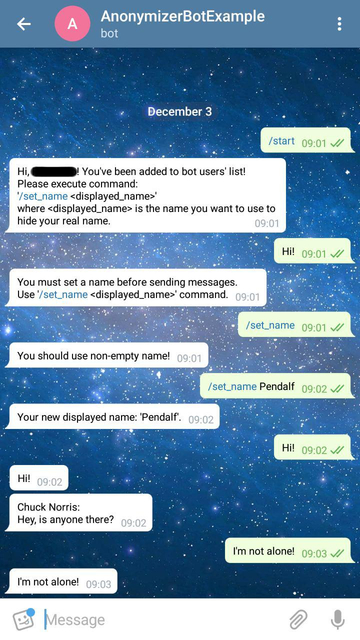 AnonymizerBotExample
A
bot
December 3
/start 09:01
Hi, ! You've been added to bot users' list!
Please execute command:
'/set_name <displayed_name>'
where <displayed_name> is the name you want to use to
hide your real name.
09:01
Hi! 09:01
You must set a name before sending messages.
Use '/set_name <displayed_name>' command. 09:01
/set_name 09:01
You should use non-empty name! 09:01
/set_name Pendalf 09:02
Your new displayed name: 'Pendalf'. 09:02
Hi! 09:02
Hi! 09:02
Chuck Norris:
Hey, is anyone there? 09:02
I'm not alone! 09:03
I'm not alone! 09:03
Message